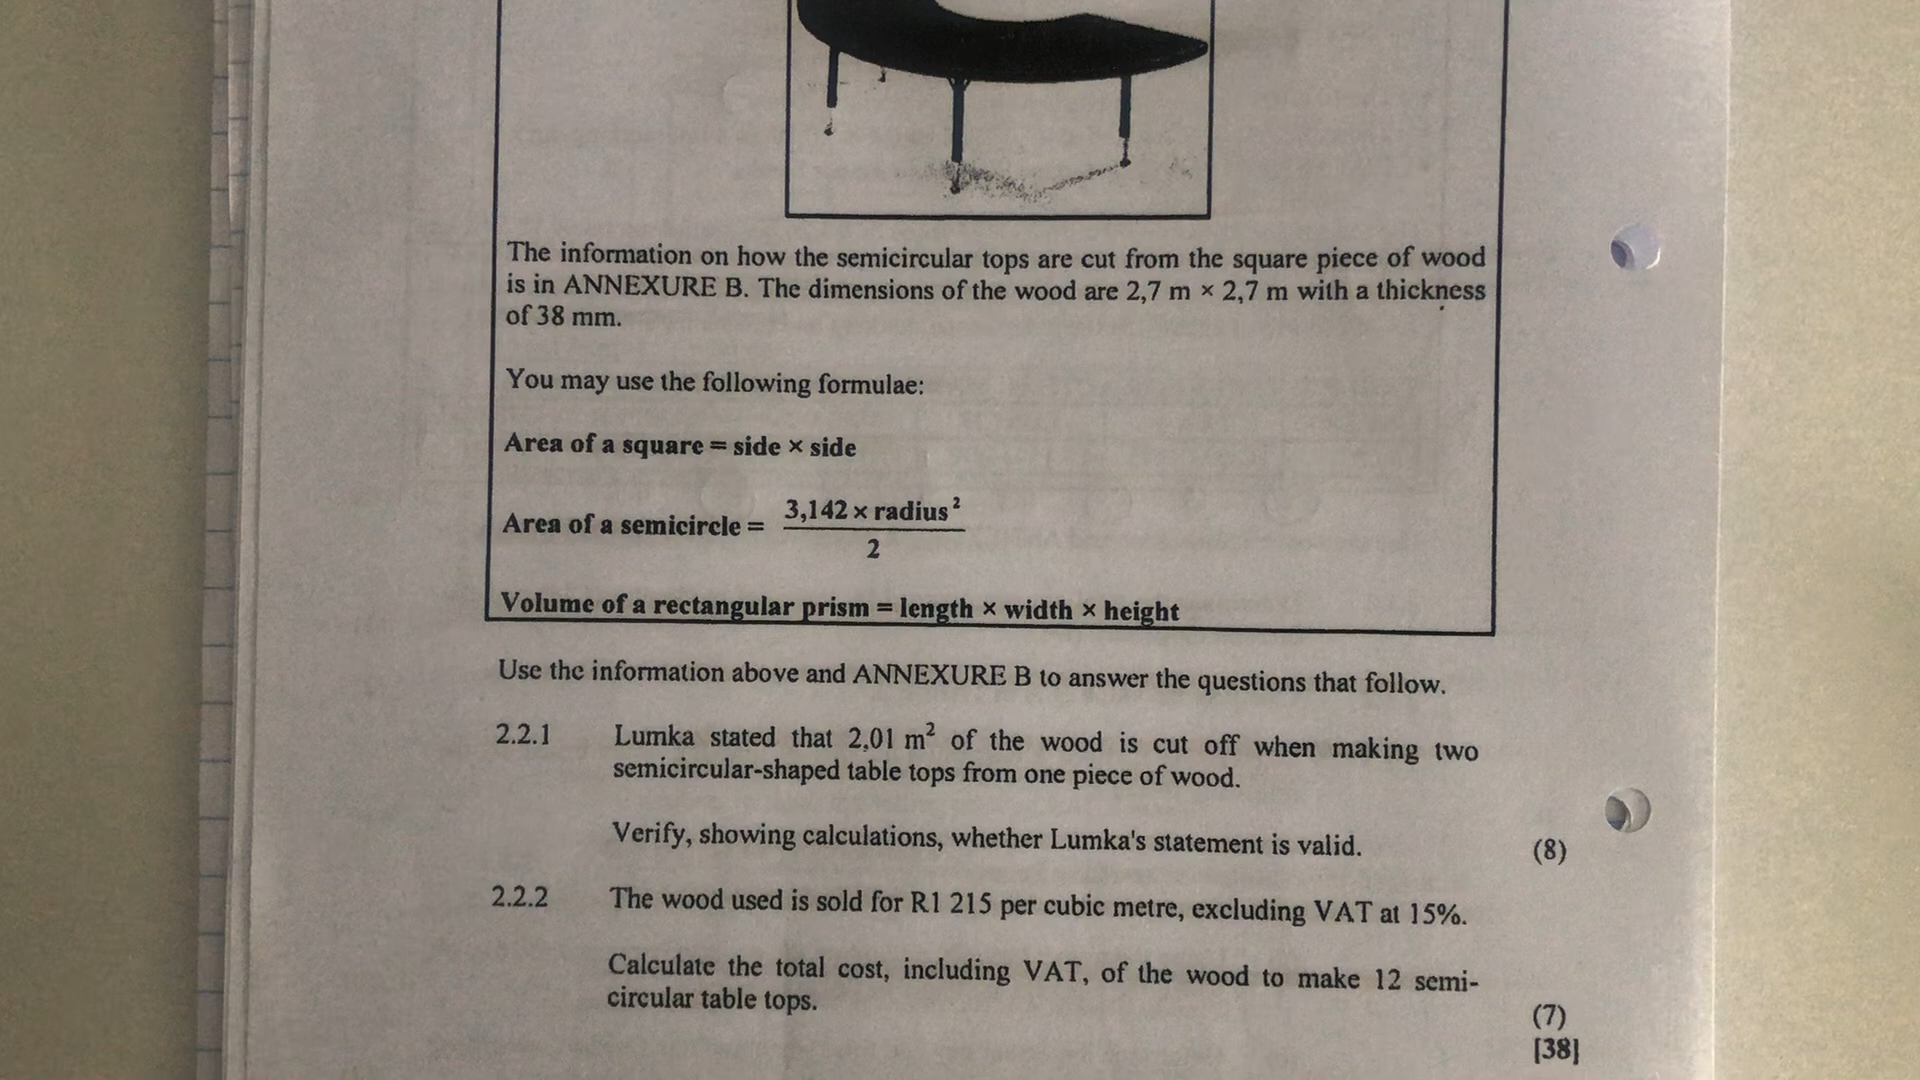 The information on how the semicircular tops are cut from the square piece of wood
is in ANNEXURE B. The dimensions of the wood are 2,7 m × 2,7 m with a thickness
of 38 mm.
You may use the following formulae:
Area of a square = side × side
Area of a semicircle = 3,142 × radius² / 2
Volume of a rectangular prism = length × width × height
Use the information above and ANNEXURE B to answer the questions that follow.
2.2.1 Lumka stated that 2,01 m² of the wood is cut off when making two
semicircular-shaped table tops from one piece of wood.
Verify, showing calculations, whether Lumka's statement is valid. (8)
2.2.2 The wood used is sold for R1 215 per cubic metre, excluding VAT at 15%.
Calculate the total cost, including VAT, of the wood to make 12 semi-
circular table tops.
(7)
[38]